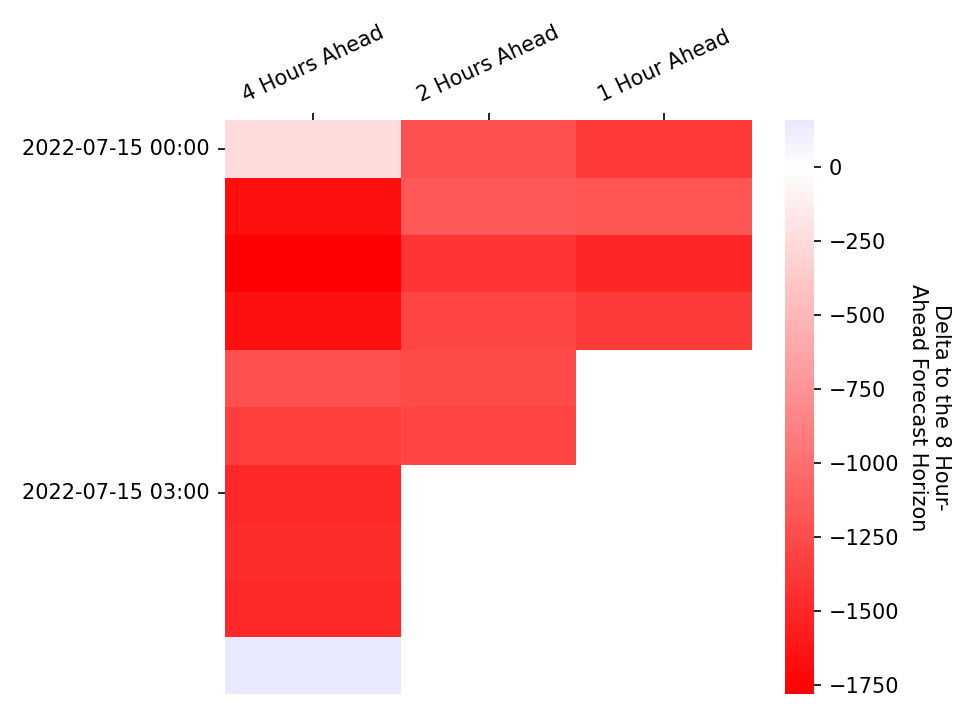 4 Hours Ahead
2 Hours Ahead
1 Hour Ahead
2022-07-15 00:00
2022-07-15 03:00
0
−250
−500
−750
−1000
−1250
−1500
−1750
Delta to the 8 Hour-
Ahead Forecast Horizon